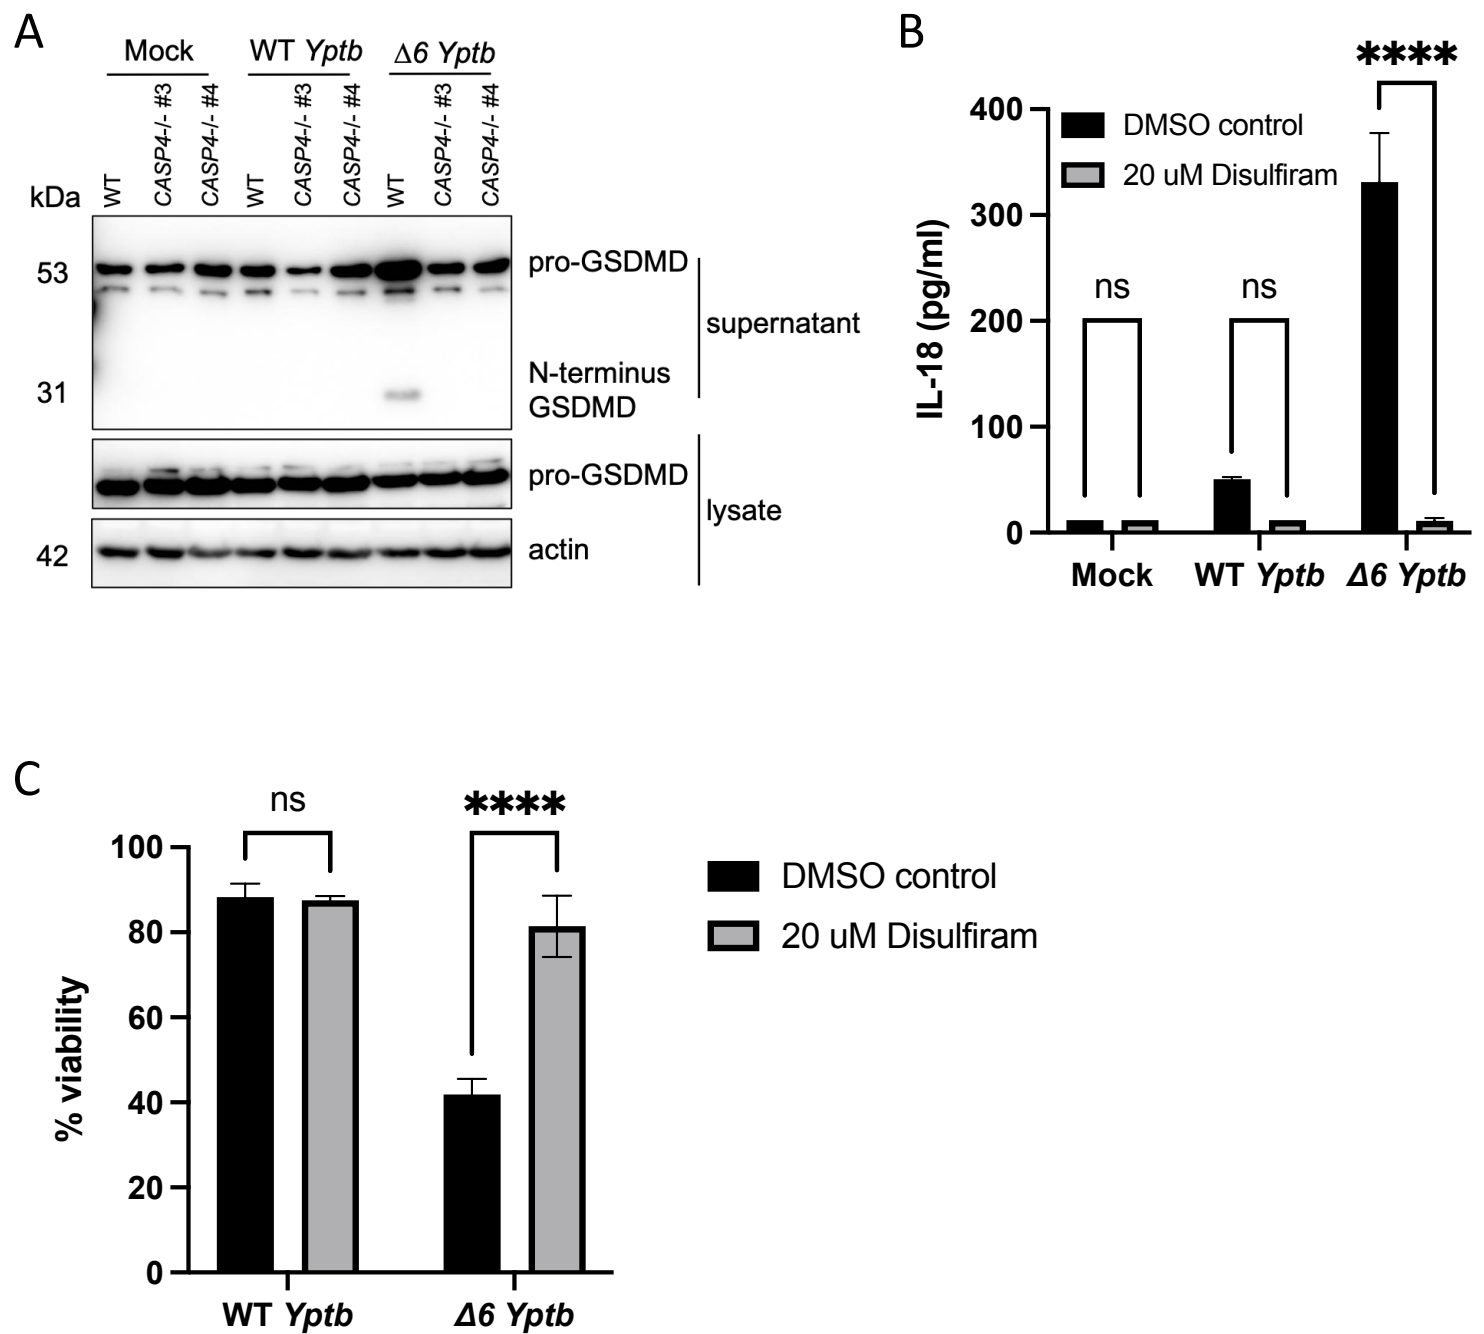 A
Mock
WT Yptb
Δ6 Yptb
WT
CASP4-/- #3
CASP4-/- #4
WT
CASP4-/- #3
CASP4-/- #4
WT
CASP4-/- #3
CASP4-/- #4
kDa
53
31
42
pro-GSDMD
N-terminus
GSDMD
supernatant
pro-GSDMD
actin
lysate
B
****
DMSO control
20 uM Disulfiram
ns
ns
IL-18 (pg/ml)
400
300
200
100
0
Mock
WT Yptb
Δ6 Yptb
C
ns
****
DMSO control
20 uM Disulfiram
% viability
100
80
60
40
20
0
WT Yptb
Δ6 Yptb